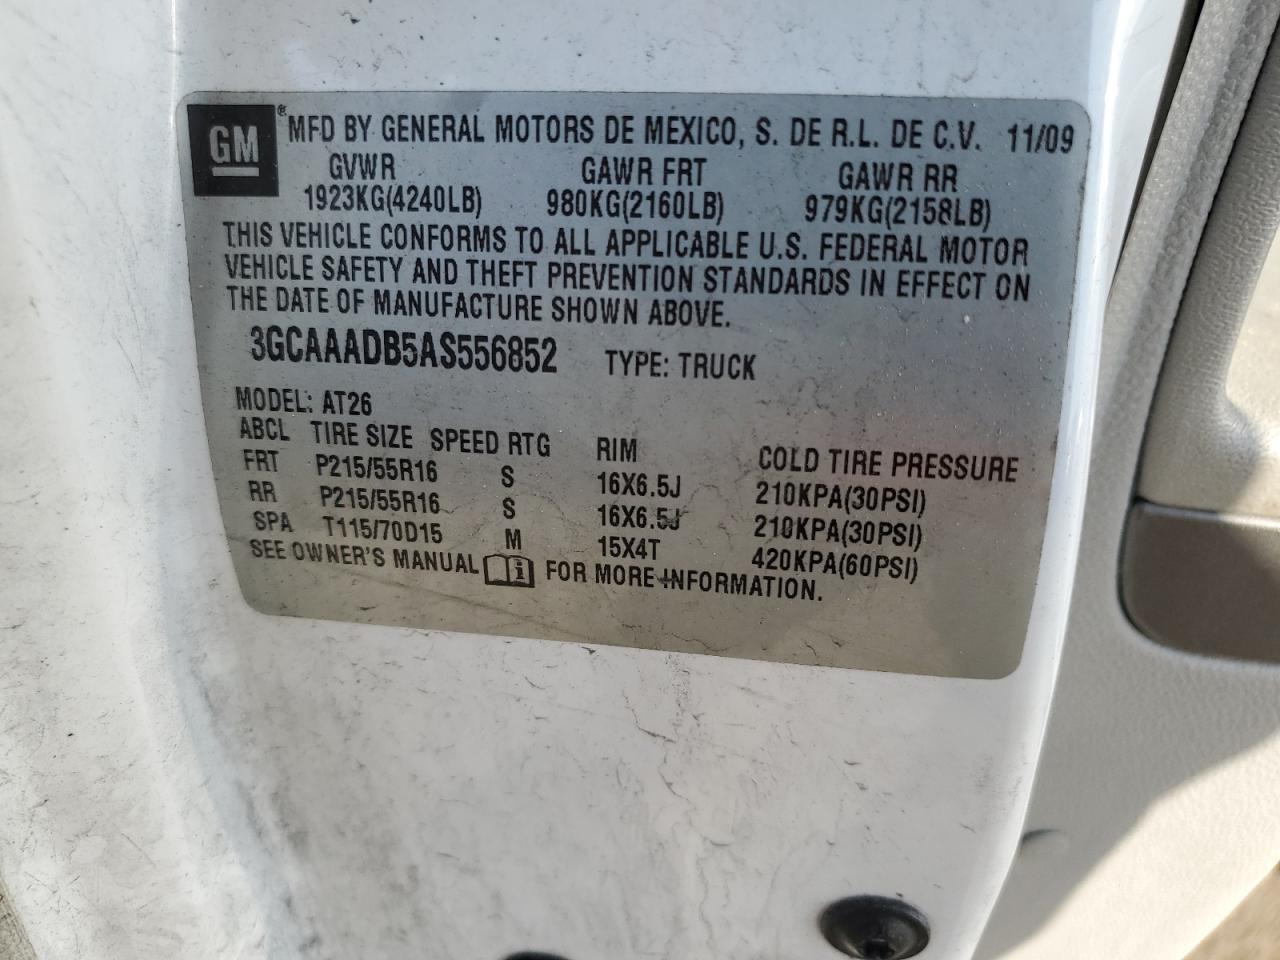 GM ® MFD BY GENERAL MOTORS DE MEXICO, S. DE R.L. DE C.V. 11/09
GVWR GAWR FRT GAWR RR
1923KG(4240LB) 980KG(2160LB) 979KG(2158LB)
THIS VEHICLE CONFORMS TO ALL APPLICABLE U.S. FEDERAL MOTOR
VEHICLE SAFETY AND THEFT PREVENTION STANDARDS IN EFFECT ON
THE DATE OF MANUFACTURE SHOWN ABOVE.
3GCAAADB5AS556852 TYPE: TRUCK
MODEL: AT26
ABCL TIRE SIZE SPEED RTG RIM COLD TIRE PRESSURE
FRT P215/55R16 S 16X6.5J 210KPA(30PSI)
RR P215/55R16 S 16X6.5J 210KPA(30PSI)
SPA T115/70D15 M 15X4T 420KPA(60PSI)
SEE OWNER'S MANUAL i FOR MORE INFORMATION.